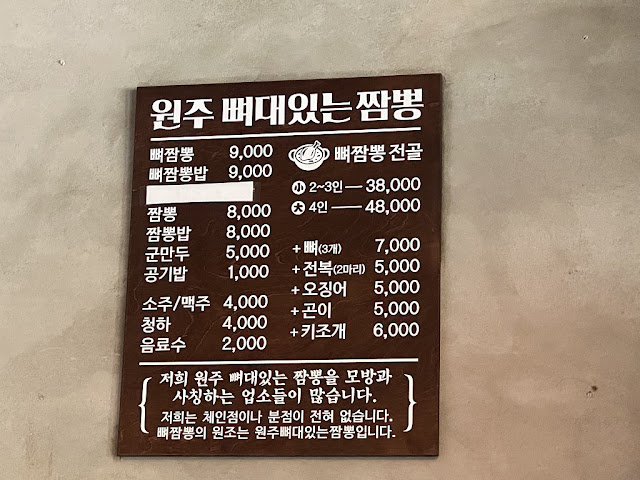 원주 뼈대있는 짬뽕
뼈짬뽕 9,000
뼈짬뽕밥 9,000
짬뽕 8,000
짬뽕밥 8,000
군만두 5,000
공기밥 1,000
소주/맥주 4,000
청하 4,000
음료수 2,000
뼈짬뽕 전골
小 2~3인 — 38,000
大 4인 — 48,000
+ 뼈(3개) 7,000
+ 전복(2마리) 5,000
+ 오징어 5,000
+ 곤이 5,000
+ 키조개 6,000
저희 원주 뼈대있는 짬뽕을 모방과
사칭하는 업소들이 많습니다.
저희는 체인점이나 분점이 전혀 없습니다.
뼈짬뽕의 원조는 원주뼈대있는짬뽕입니다.